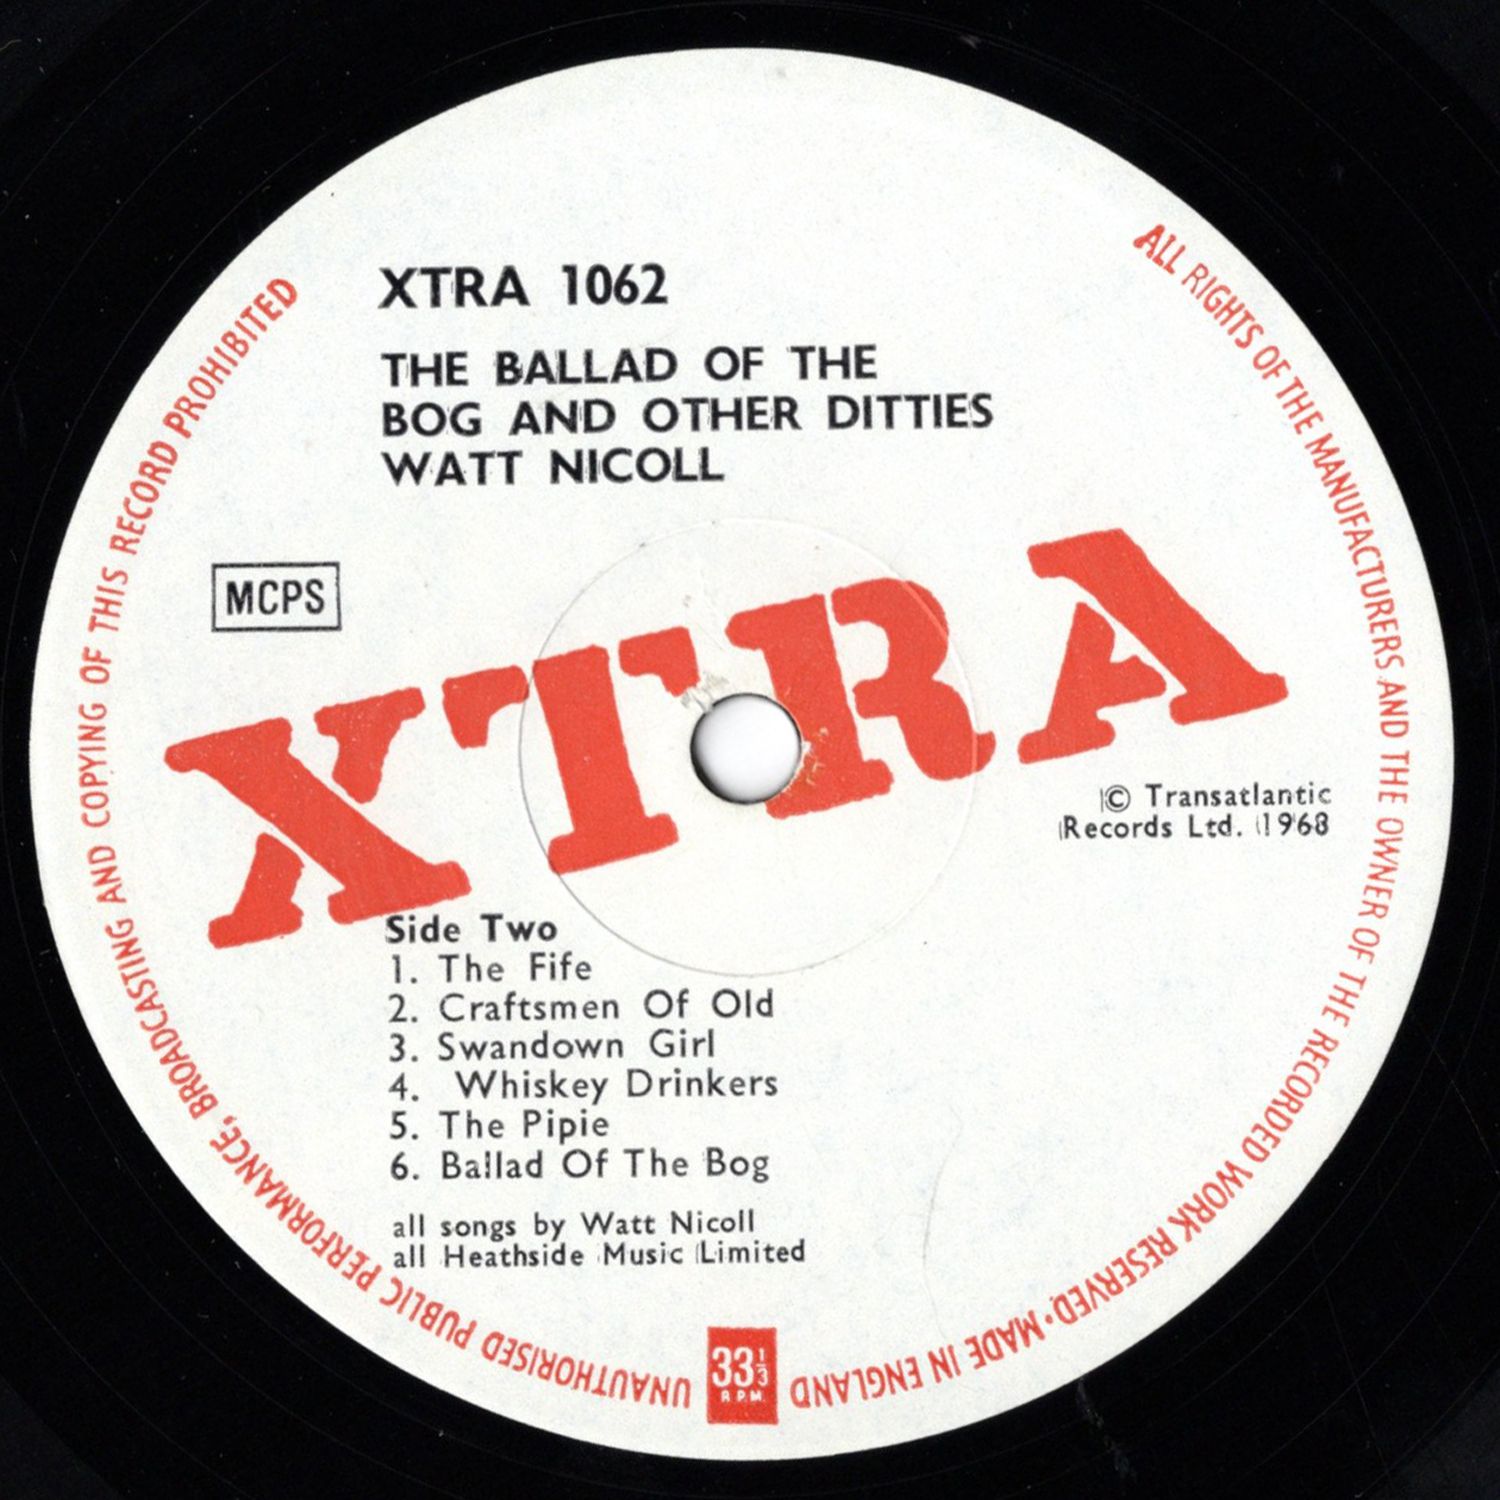 XTRA 1062
THE BALLAD OF THE
BOG AND OTHER DITTIES
WATT NICOLL
MCPS
XTRA
© Transatlantic
Records Ltd. 1968
Side Two
1. The Fife
2. Craftsmen Of Old
3. Swandown Girl
4. Whiskey Drinkers
5. The Pipie
6. Ballad Of The Bog
all songs by Watt Nicoll
all Heathside Music Limited
33 1/3
R.P.M.
ALL RIGHTS OF THE MANUFACTURERS AND THE OWNER OF THE RECORDED WORK RESERVED · MADE IN ENGLAND
UNAUTHORISED PUBLIC PERFORMANCE, BROADCASTING AND COPYING OF THIS RECORD PROHIBITED